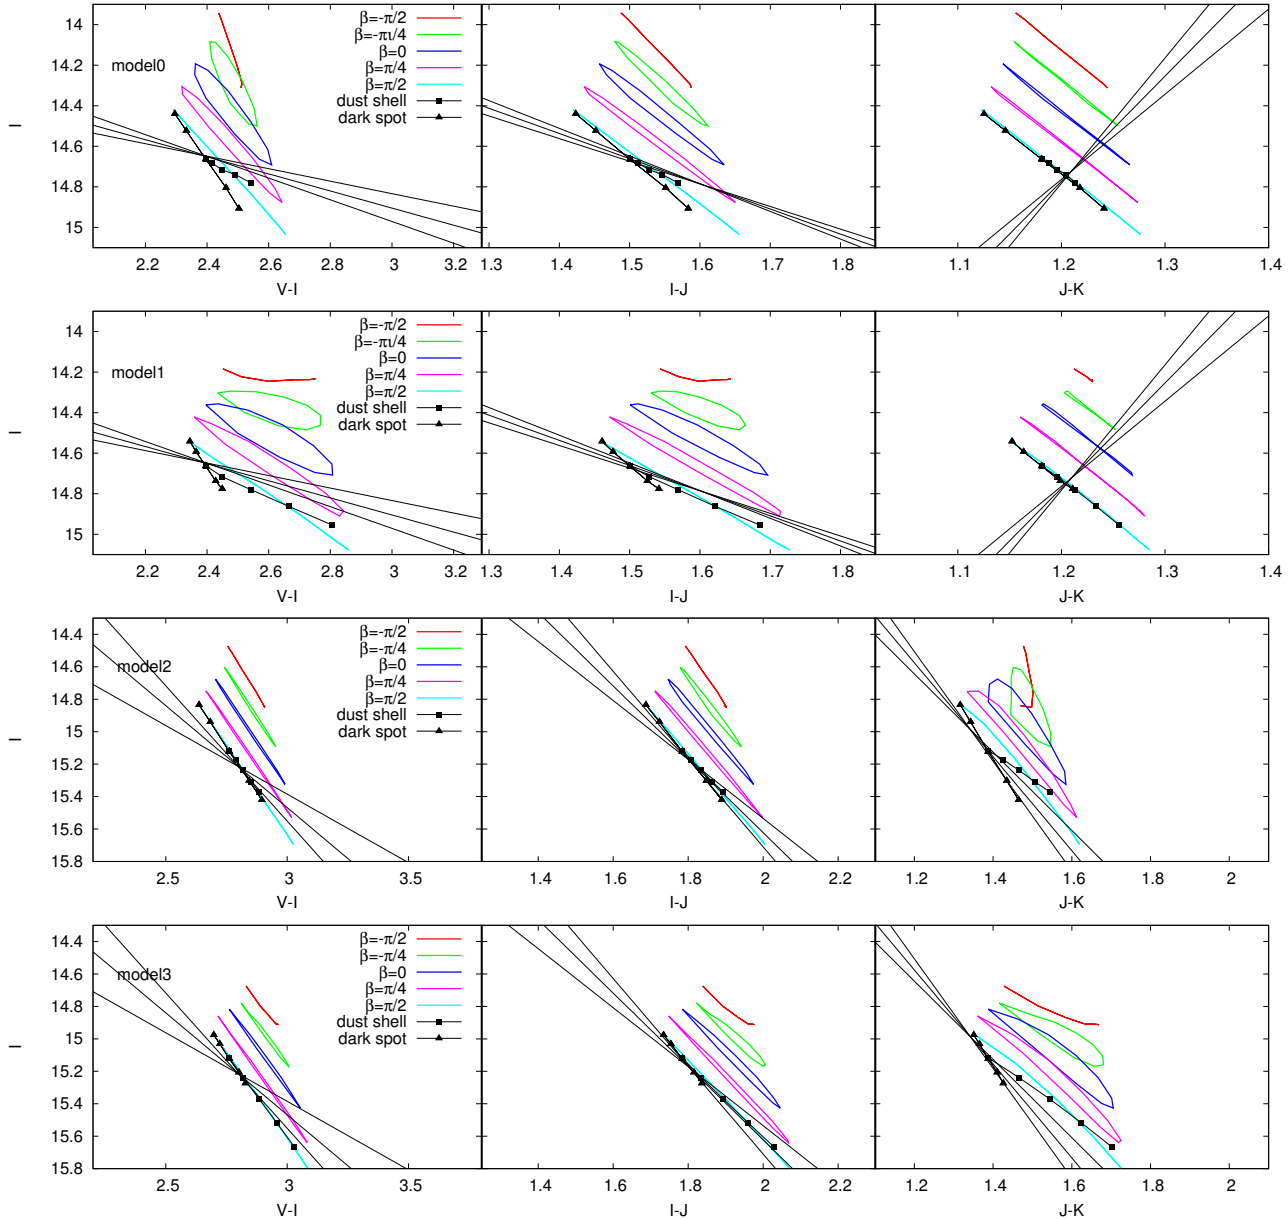 14
14.2
14.4
14.6
14.8
15
I
model0
β=-π/2
β=-πι/4
β=0
β=π/4
β=π/2
dust shell
dark spot
2.2 2.4 2.6 2.8 3 3.2
V-I
1.3 1.4 1.5 1.6 1.7 1.8
I-J
1.1 1.2 1.3 1.4
J-K
14
14.2
14.4
14.6
14.8
15
I
model1
β=-π/2
β=-πι/4
β=0
β=π/4
β=π/2
dust shell
dark spot
2.2 2.4 2.6 2.8 3 3.2
V-I
1.3 1.4 1.5 1.6 1.7 1.8
I-J
1.1 1.2 1.3 1.4
J-K
14.4
14.6
14.8
15
15.2
15.4
15.6
15.8
I
model2
β=-π/2
β=-π/4
β=0
β=π/4
β=π/2
dust shell
dark spot
2.5 3 3.5
V-I
1.4 1.6 1.8 2 2.2
I-J
1.2 1.4 1.6 1.8 2
J-K
14.4
14.6
14.8
15
15.2
15.4
15.6
15.8
I
model3
β=-π/2
β=-π/4
β=0
β=π/4
β=π/2
dust shell
dark spot
2.5 3 3.5
V-I
1.4 1.6 1.8 2 2.2
I-J
1.2 1.4 1.6 1.8 2
J-K